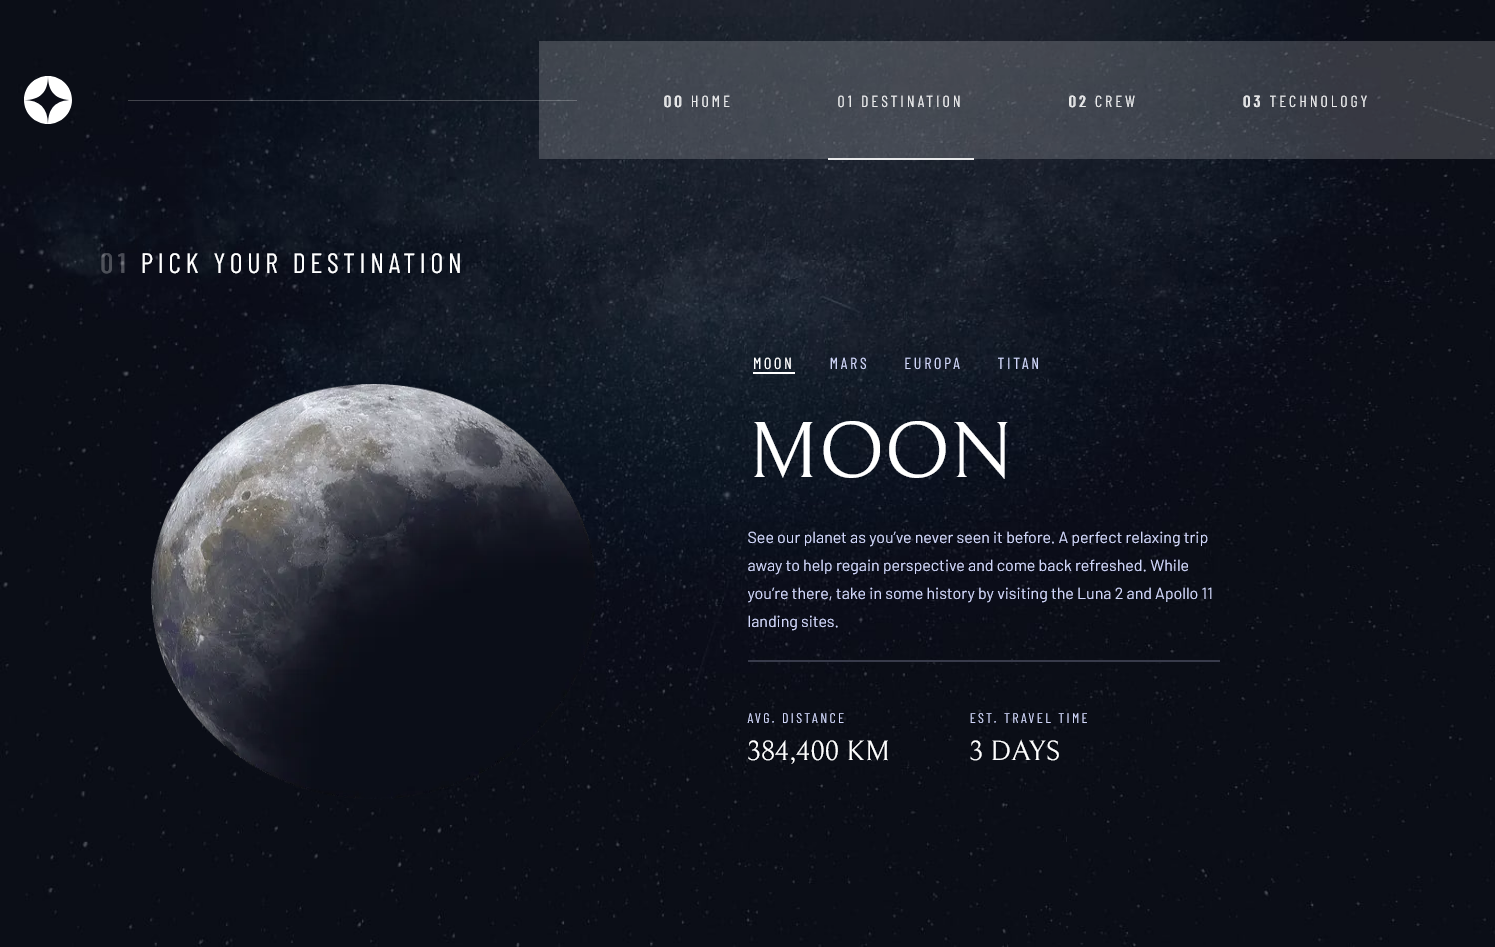 00 HOME 01 DESTINATION 02 CREW 03 TECHNOLOGY
01 PICK YOUR DESTINATION
MOON MARS EUROPA TITAN
MOON
See our planet as you’ve never seen it before. A perfect relaxing trip
away to help regain perspective and come back refreshed. While
you’re there, take in some history by visiting the Luna 2 and Apollo 11
landing sites.
AVG. DISTANCE EST. TRAVEL TIME
384,400 KM 3 DAYS